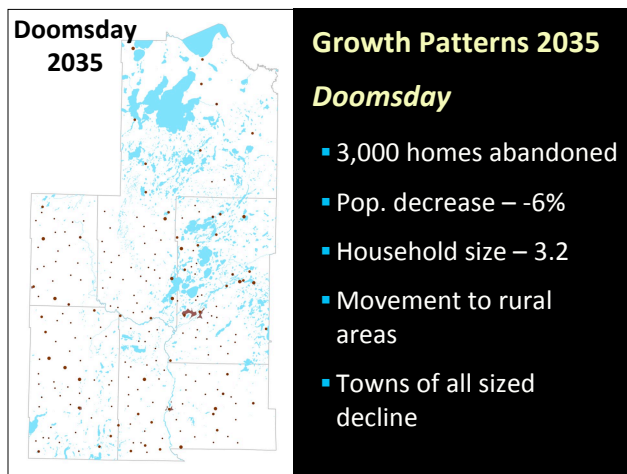 Doomsday
2035
Growth Patterns 2035
Doomsday
▪ 3,000 homes abandoned
▪ Pop. decrease – -6%
▪ Household size – 3.2
▪ Movement to rural
areas
▪ Towns of all sized
decline